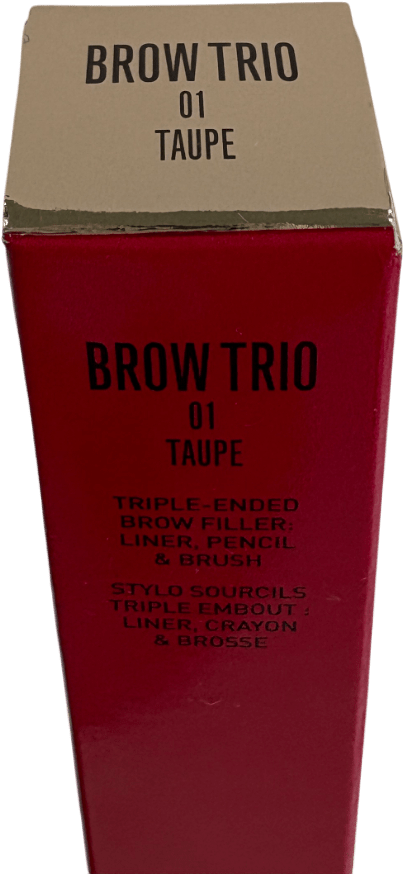 BROW TRIO
01
TAUPE
BROW TRIO
01
TAUPE
TRIPLE-ENDED
BROW FILLER:
LINER, PENCIL
& BRUSH
STYLO SOURCILS
TRIPLE EMBOUT :
LINER, CRAYON
& BROSSE